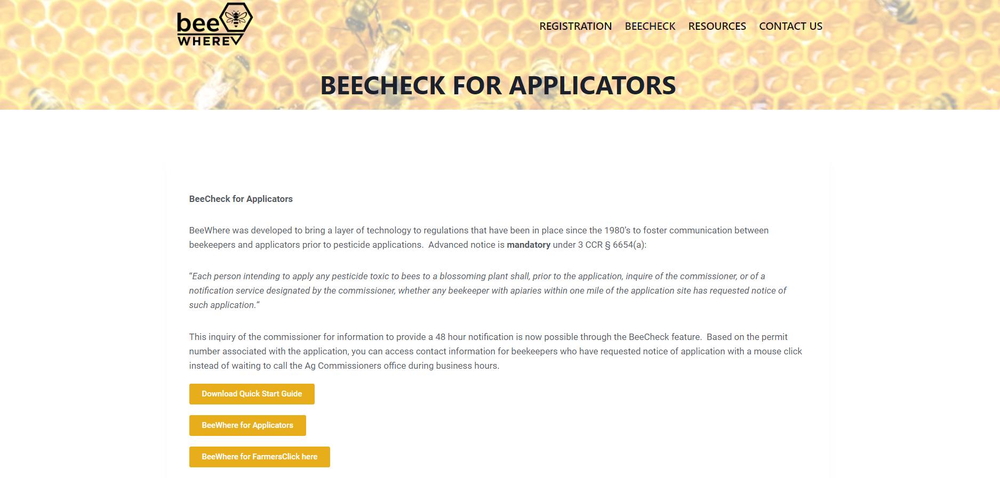 bee
WHERE
REGISTRATION BEECHECK RESOURCES CONTACT US
BEECHECK FOR APPLICATORS
BeeCheck for Applicators
BeeWhere was developed to bring a layer of technology to regulations that have been in place since the 1980’s to foster communication between
beekeepers and applicators prior to pesticide applications.  Advanced notice is mandatory under 3 CCR § 6654(a):
“Each person intending to apply any pesticide toxic to bees to a blossoming plant shall, prior to the application, inquire of the commissioner, or of a
notification service designated by the commissioner, whether any beekeeper with apiaries within one mile of the application site has requested notice of
such application.“
This inquiry of the commissioner for information to provide a 48 hour notification is now possible through the BeeCheck feature.  Based on the permit
number associated with the application, you can access contact information for beekeepers who have requested notice of application with a mouse click
instead of waiting to call the Ag Commissioners office during business hours.
Download Quick Start Guide
BeeWhere for Applicators
BeeWhere for FarmersClick here